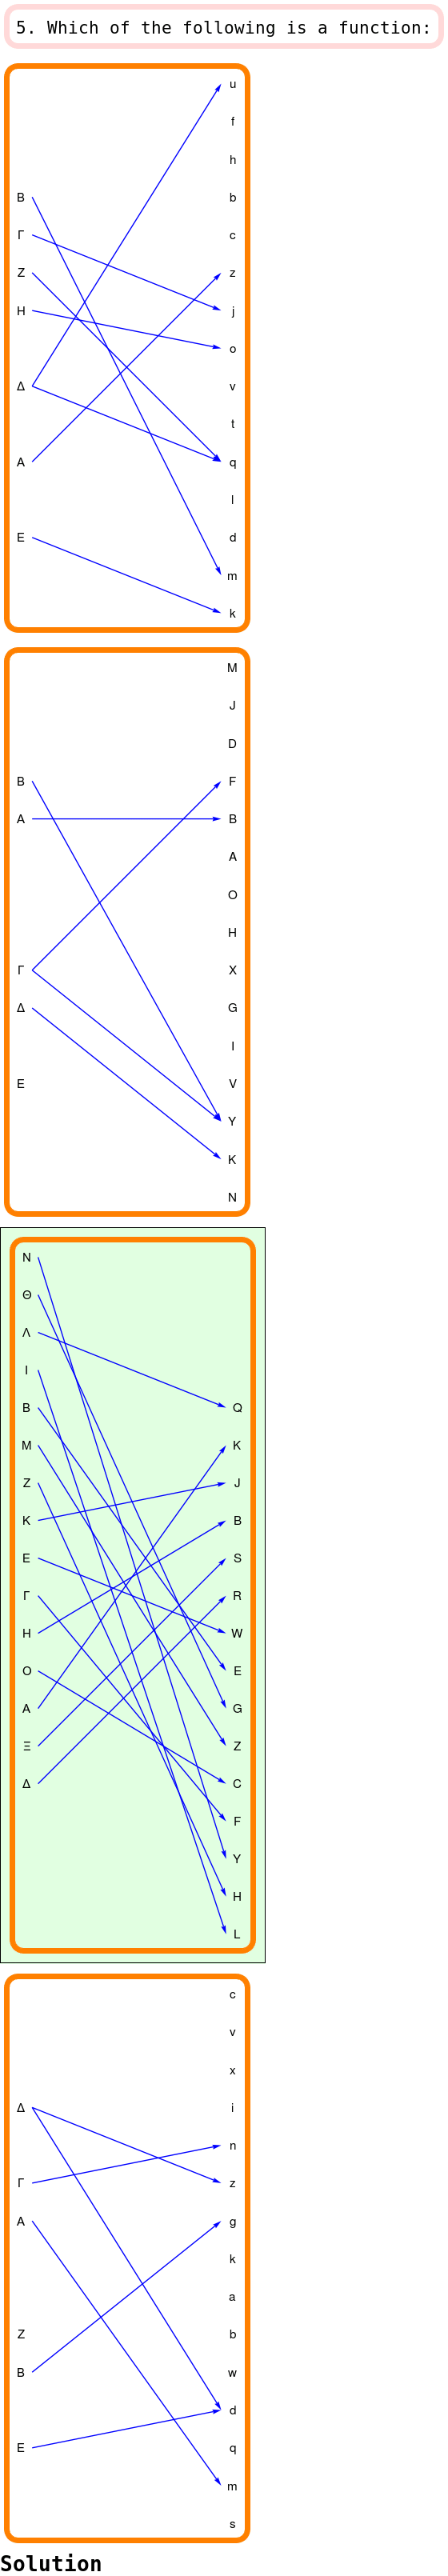 5. Which of the following is a function:
u
f
h
Β b
Γ c
Ζ z
Η j
o
Δ v
t
Α q
l
Ε d
m
k
M
J
D
Β F
Α B
A
O
H
Γ X
Δ G
I
Ε V
Y
K
N
Ν
Θ
Λ
Ι
Β Q
Μ K
Ζ J
Κ B
Ε S
Γ R
Η W
Ο E
Α G
Ξ Z
Δ C
F
Y
H
L
c
v
x
Δ i
n
Γ z
Α g
k
a
Ζ b
Β w
d
Ε q
m
s
Solution